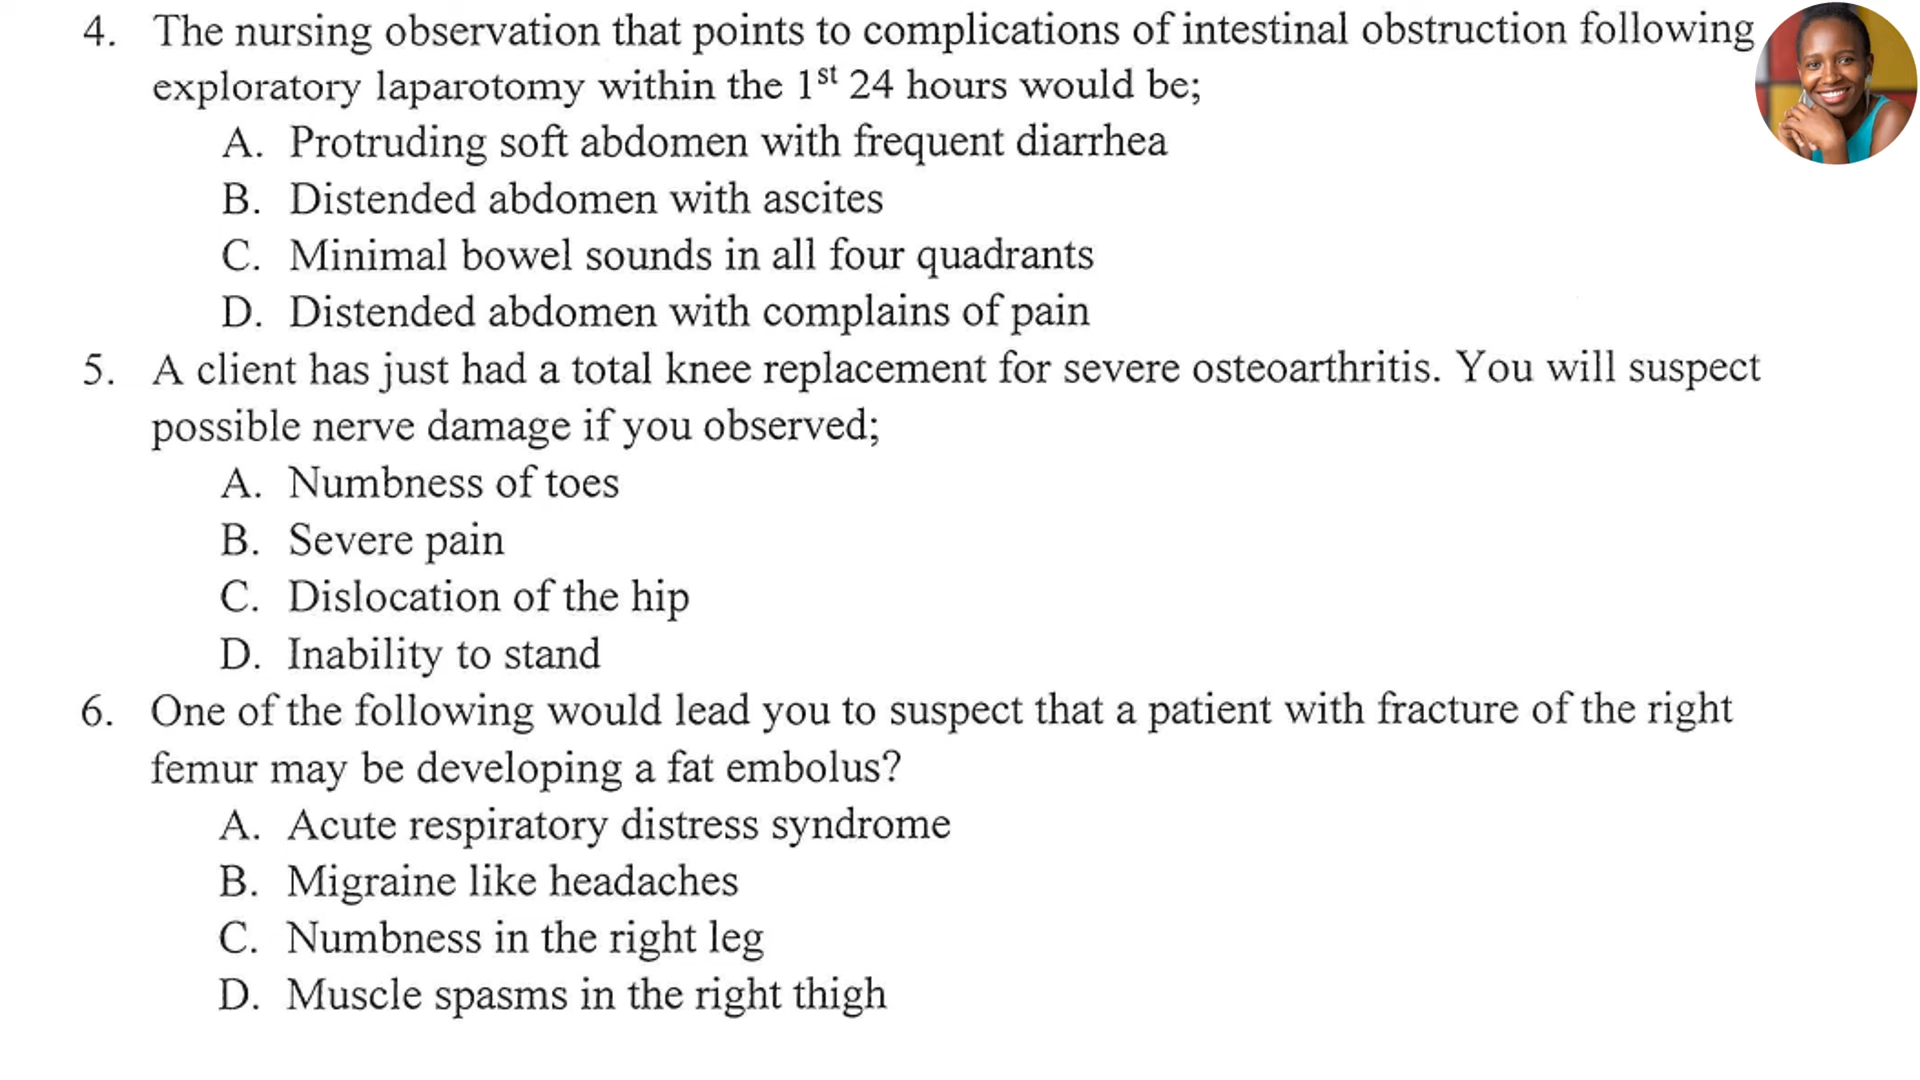 4. The nursing observation that points to complications of intestinal obstruction following
exploratory laparotomy within the 1st 24 hours would be;
A. Protruding soft abdomen with frequent diarrhea
B. Distended abdomen with ascites
C. Minimal bowel sounds in all four quadrants
D. Distended abdomen with complains of pain
5. A client has just had a total knee replacement for severe osteoarthritis. You will suspect
possible nerve damage if you observed;
A. Numbness of toes
B. Severe pain
C. Dislocation of the hip
D. Inability to stand
6. One of the following would lead you to suspect that a patient with fracture of the right
femur may be developing a fat embolus?
A. Acute respiratory distress syndrome
B. Migraine like headaches
C. Numbness in the right leg
D. Muscle spasms in the right thigh